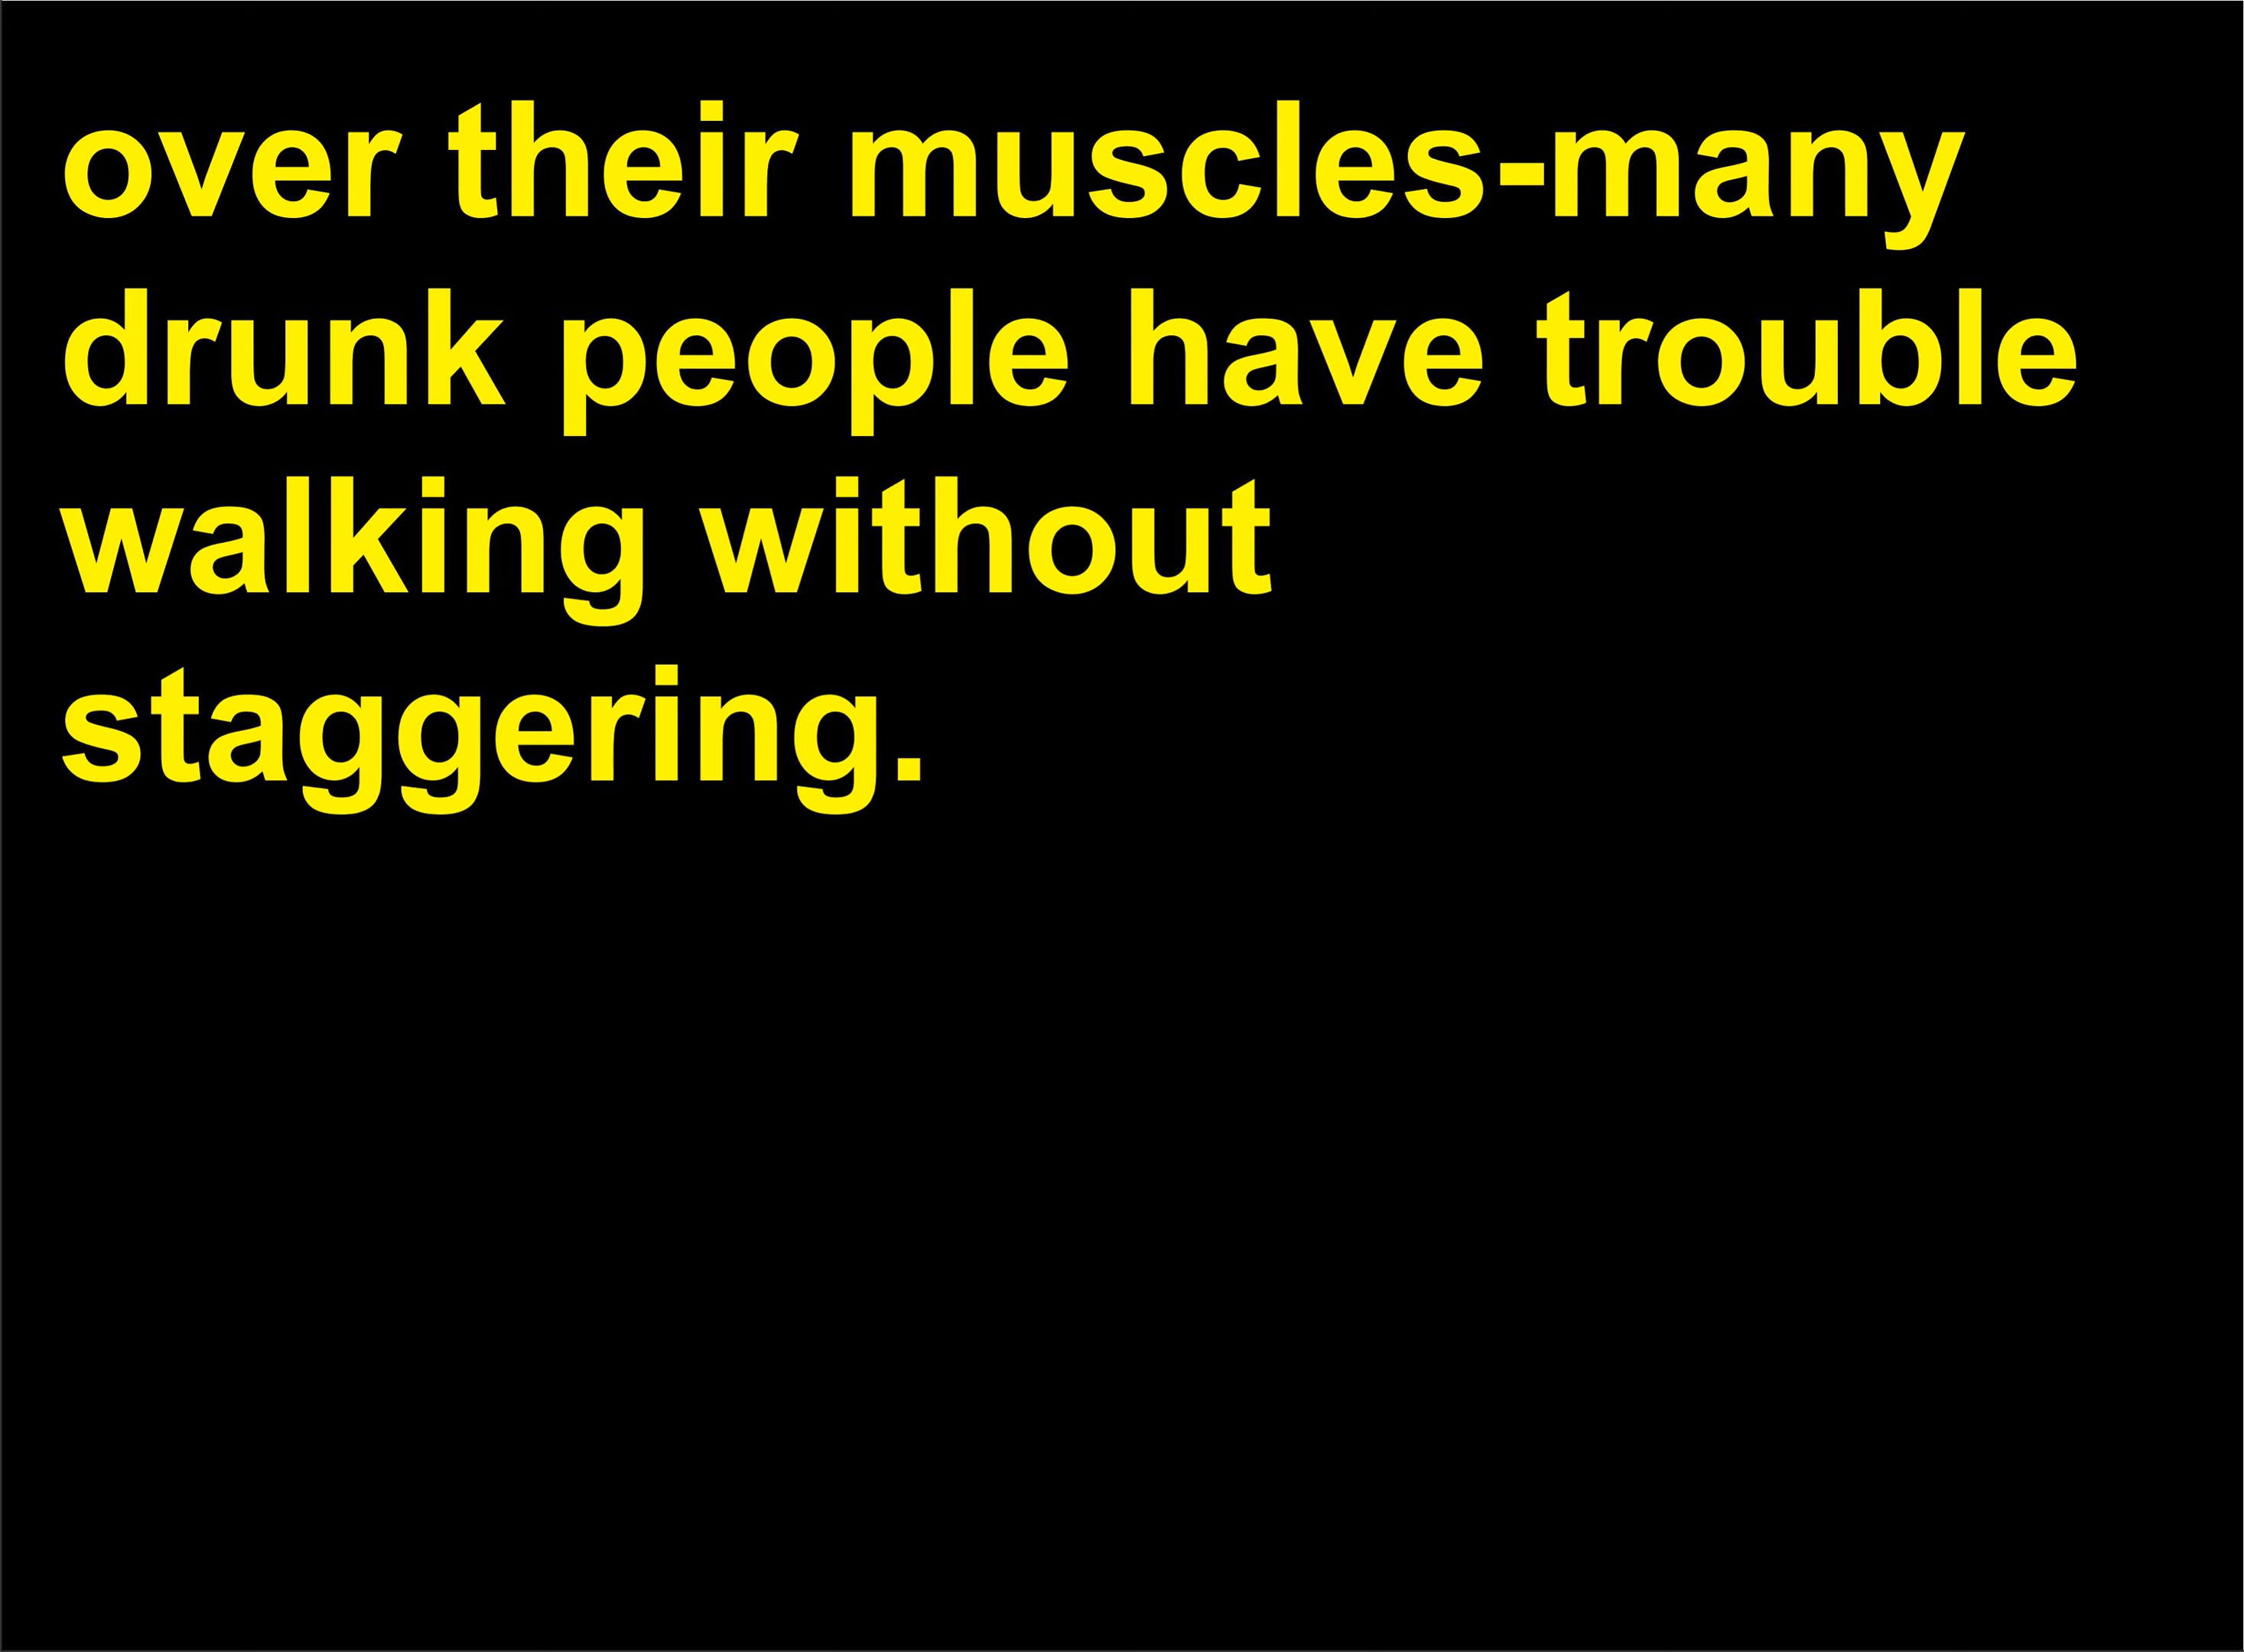 over their muscles-many
drunk people have trouble
walking without
staggering.